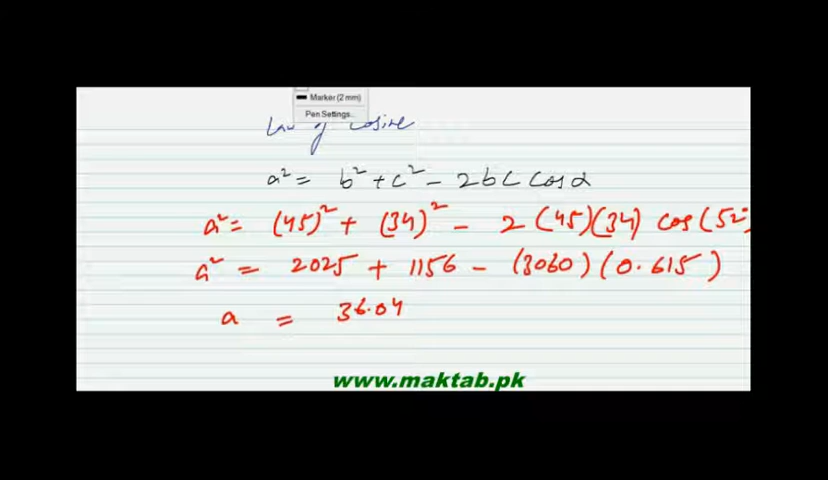 Marker (2 mm)
Pen Settings...
Law of cosine
a² = b² + c² - 2bc cosα
a² = (45)² + (34)² - 2 (45)(34) cos (52°)
a² = 2025 + 1156 - (3060) (0.615)
a = 36.04
www.maktab.pk